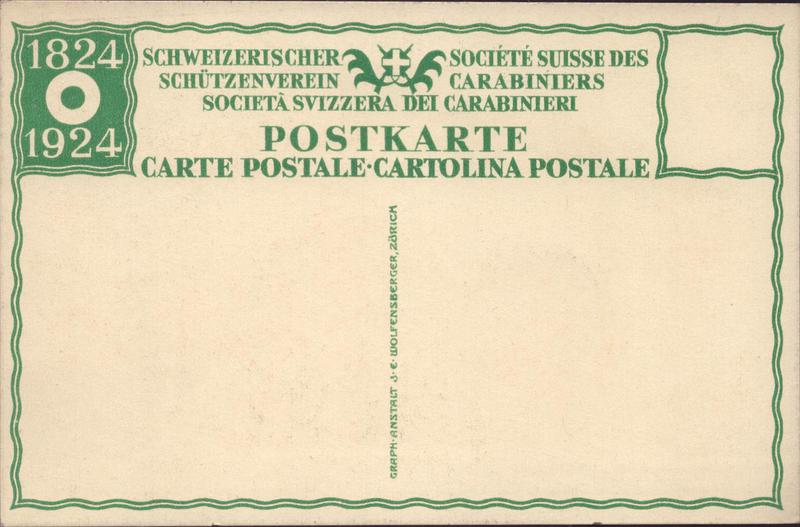 1824
1924
SCHWEIZERISCHER SOCIÉTÉ SUISSE DES
SCHÜTZENVEREIN CARABINIERS
SOCIETÀ SVIZZERA DEI CARABINIERI
POSTKARTE
CARTE POSTALE·CARTOLINA POSTALE
GRAPH·ANSTALT J·E·WOLFENSBERGER, ZÜRICH